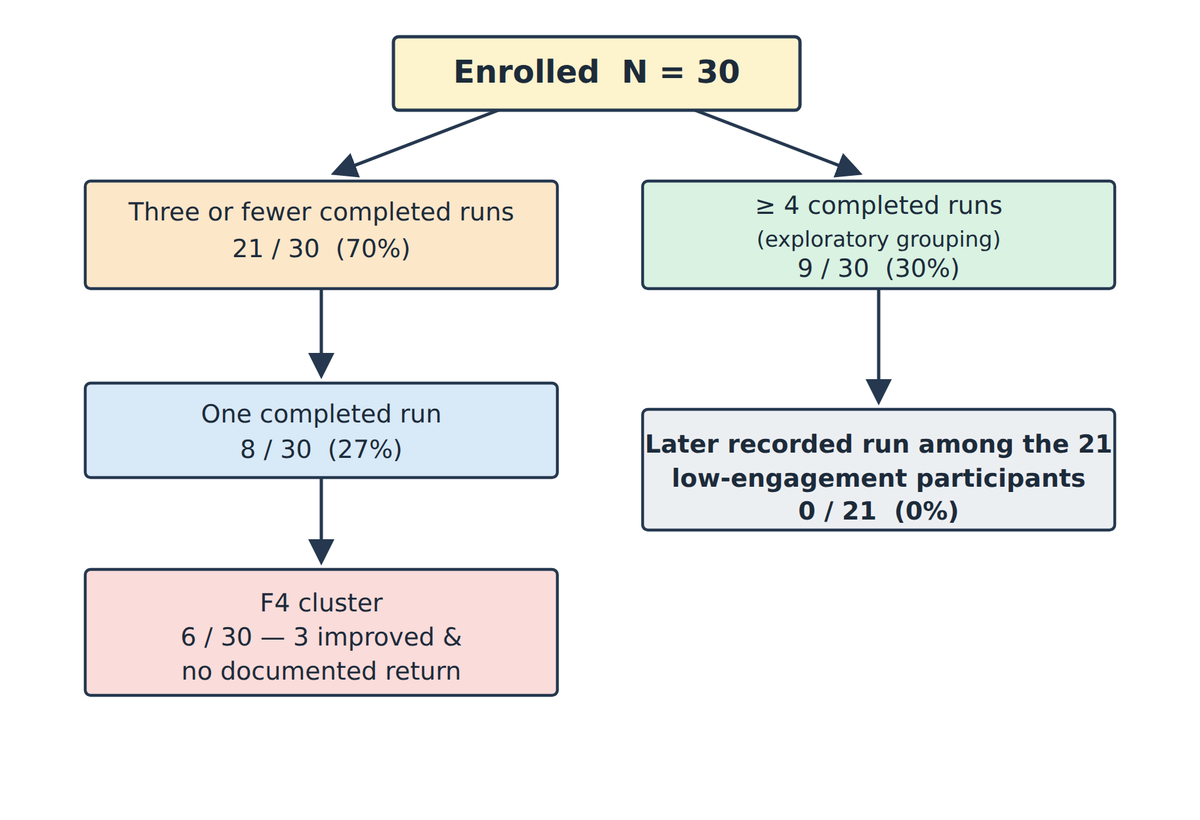 Enrolled  N = 30
Three or fewer completed runs
21 / 30  (70%)
≥ 4 completed runs
(exploratory grouping)
9 / 30  (30%)
One completed run
8 / 30  (27%)
Later recorded run among the 21
low-engagement participants
0 / 21  (0%)
F4 cluster
6 / 30 — 3 improved &
no documented return